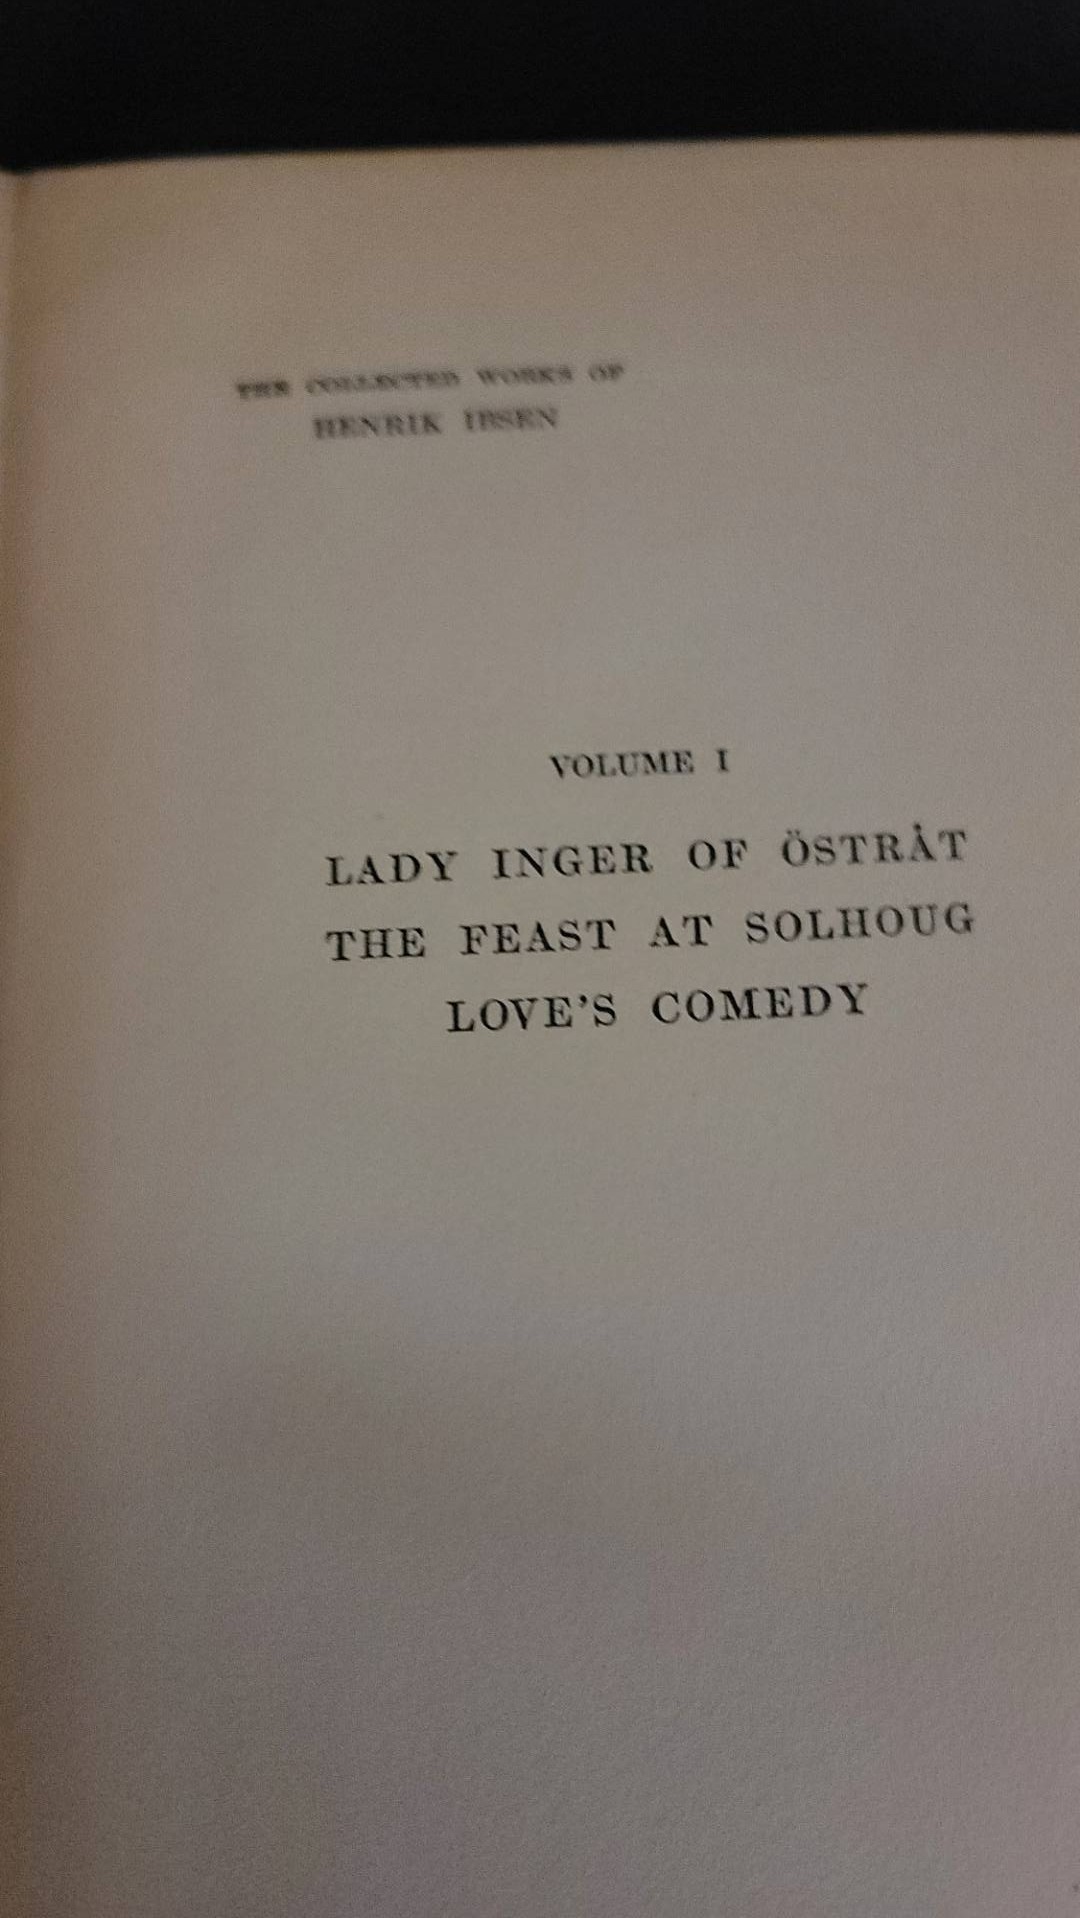 THE COLLECTED WORKS OF
HENRIK IBSEN
VOLUME I
LADY INGER OF ÖSTRÅT
THE FEAST AT SOLHOUG
LOVE'S COMEDY